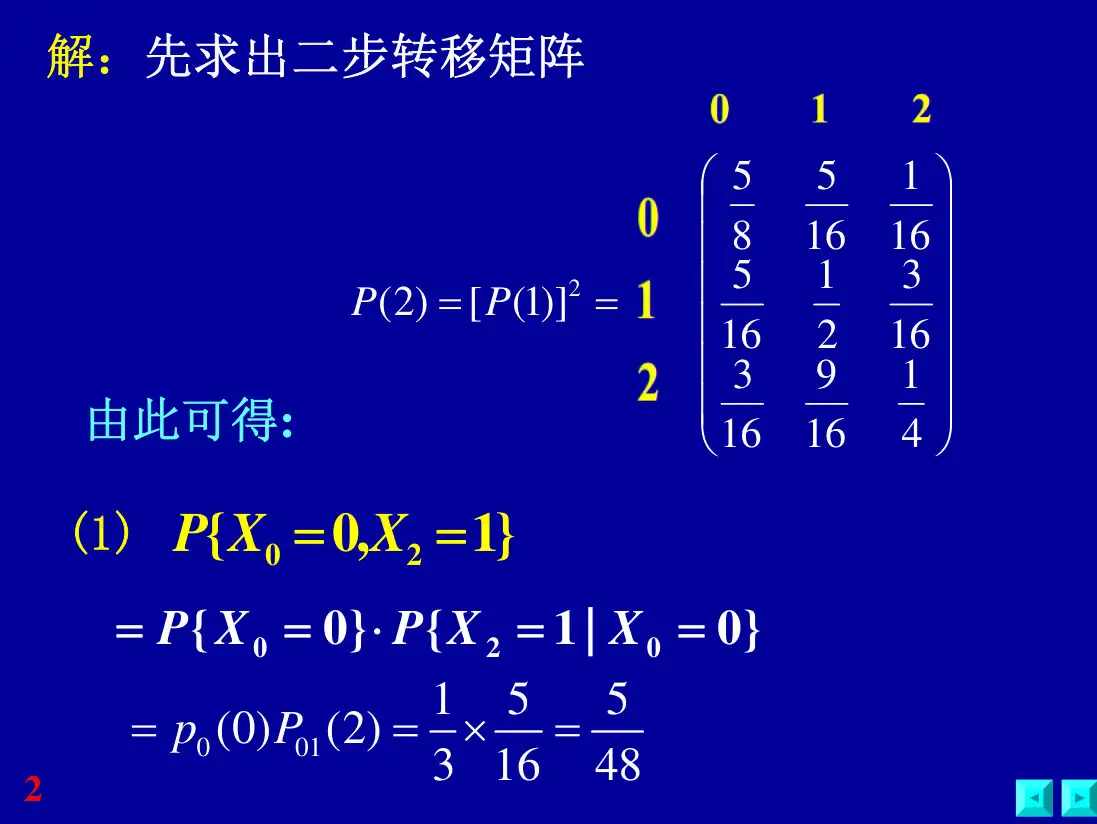 解：先求出二步转移矩阵
0 1 2
0 5/8 5/16 1/16
P(2) = [P(1)]² = 1 5/16 1/2 3/16
2 3/16 9/16 1/4
由此可得:
(1) P{X₀ = 0,X₂ = 1}
= P{X₀ = 0}·P{X₂ = 1 | X₀ = 0}
= p₀(0)P₀₁(2) = 1/3 × 5/16 = 5/48
2